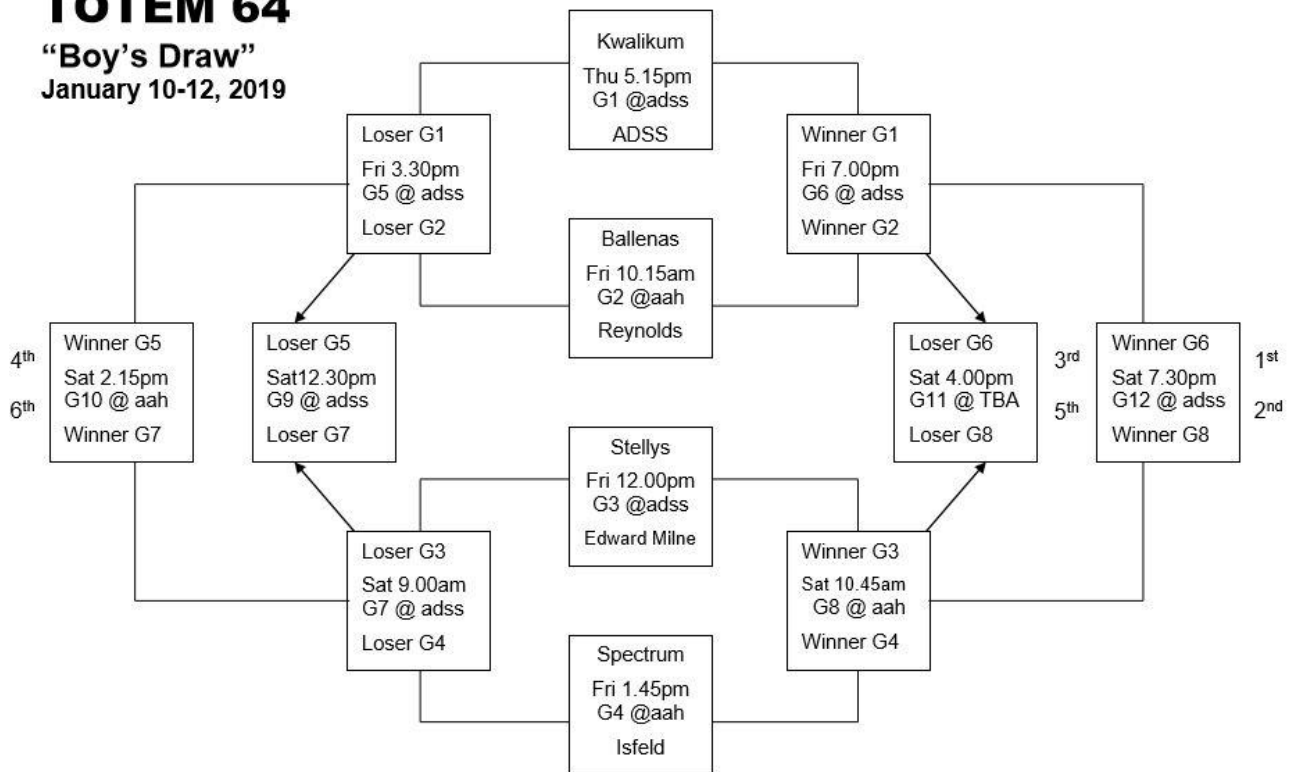 TOTEM 64
“Boy’s Draw”
January 10-12, 2019
Kwalikum
Thu 5.15pm
G1 @adss
ADSS
Loser G1
Fri 3.30pm
G5 @ adss
Loser G2
Winner G1
Fri 7.00pm
G6 @ adss
Winner G2
Ballenas
Fri 10.15am
G2 @aah
Reynolds
4th
6th
Winner G5
Sat 2.15pm
G10 @ aah
Winner G7
Loser G5
Sat12.30pm
G9 @ adss
Loser G7
Loser G6
Sat 4.00pm
G11 @ TBA
Loser G8
3rd
5th
Winner G6
Sat 7.30pm
G12 @ adss
Winner G8
1st
2nd
Stellys
Fri 12.00pm
G3 @adss
Edward Milne
Loser G3
Sat 9.00am
G7 @ adss
Loser G4
Winner G3
Sat 10.45am
G8 @ aah
Winner G4
Spectrum
Fri 1.45pm
G4 @aah
Isfeld